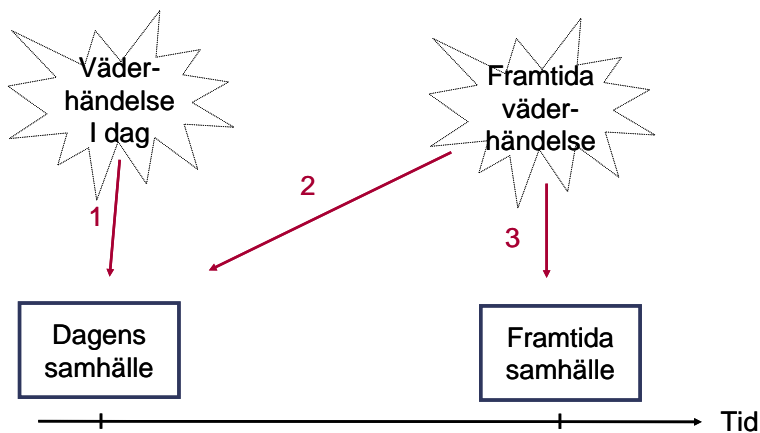 Väder-
händelse
I dag
Framtida
väder-
händelse
1
2
3
Dagens
samhälle
Framtida
samhälle
Tid